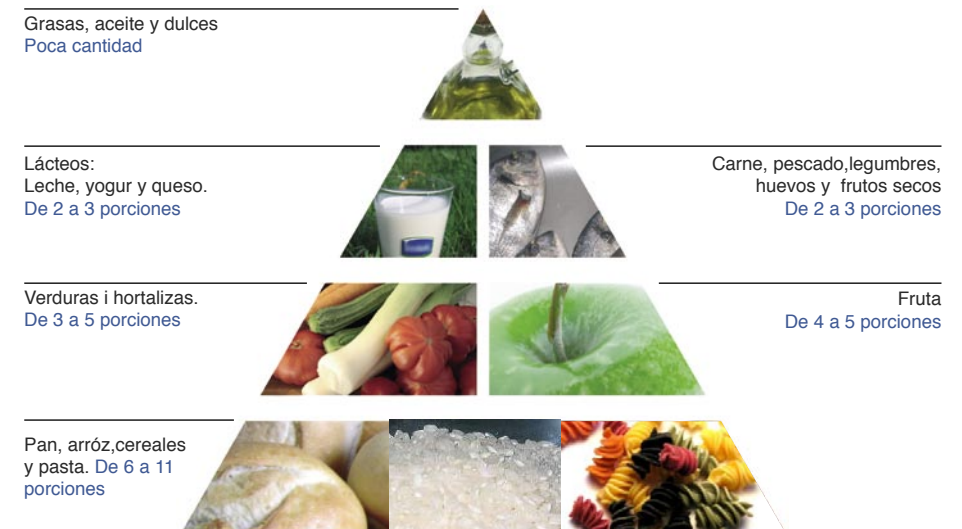 Grasas, aceite y dulces
Poca cantidad
Lácteos:
Leche, yogur y queso.
De 2 a 3 porciones
Carne, pescado,legumbres,
huevos y frutos secos
De 2 a 3 porciones
Verduras i hortalizas.
De 3 a 5 porciones
Fruta
De 4 a 5 porciones
Pan, arróz,cereales
y pasta. De 6 a 11
porciones